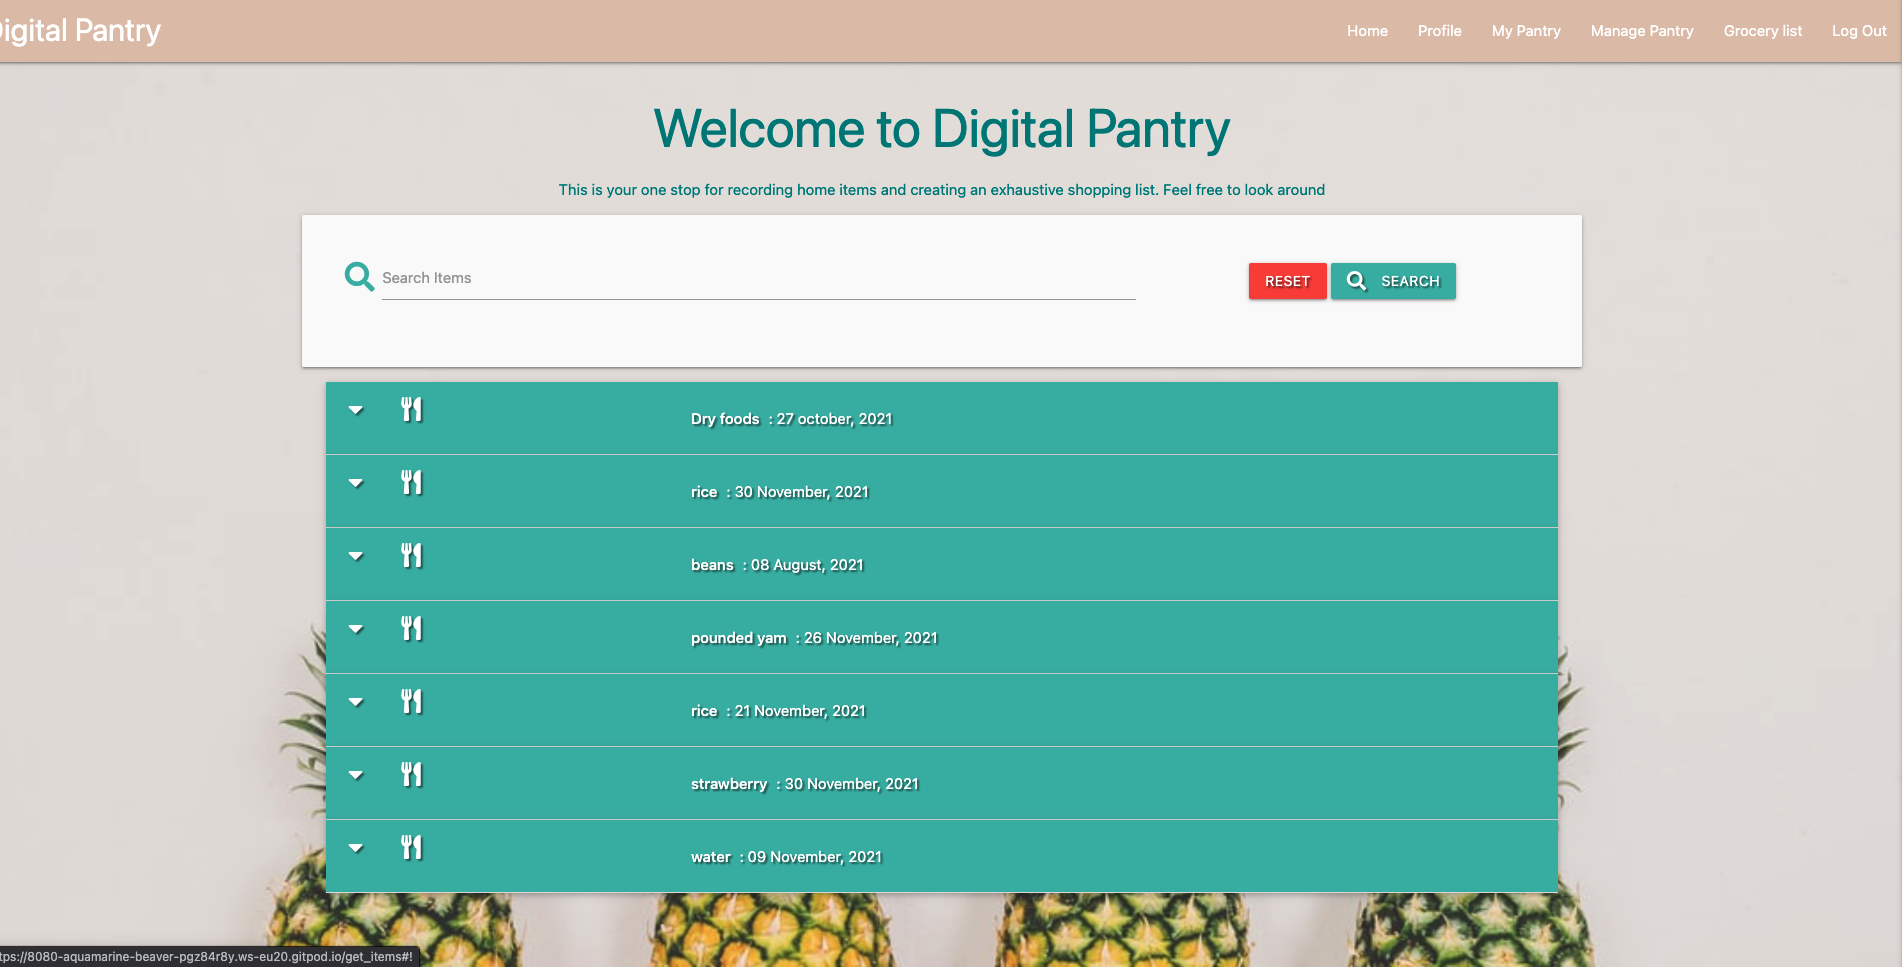 Digital Pantry
Home Profile My Pantry Manage Pantry Grocery list Log Out
Welcome to Digital Pantry
This is your one stop for recording home items and creating an exhaustive shopping list. Feel free to look around
Search Items
RESET SEARCH
Dry foods : 27 october, 2021
rice : 30 November, 2021
beans : 08 August, 2021
pounded yam : 26 November, 2021
rice : 21 November, 2021
strawberry : 30 November, 2021
water : 09 November, 2021
tps://8080-aquamarine-beaver-pgz84r8y.ws-eu20.gitpod.io/get_items#!